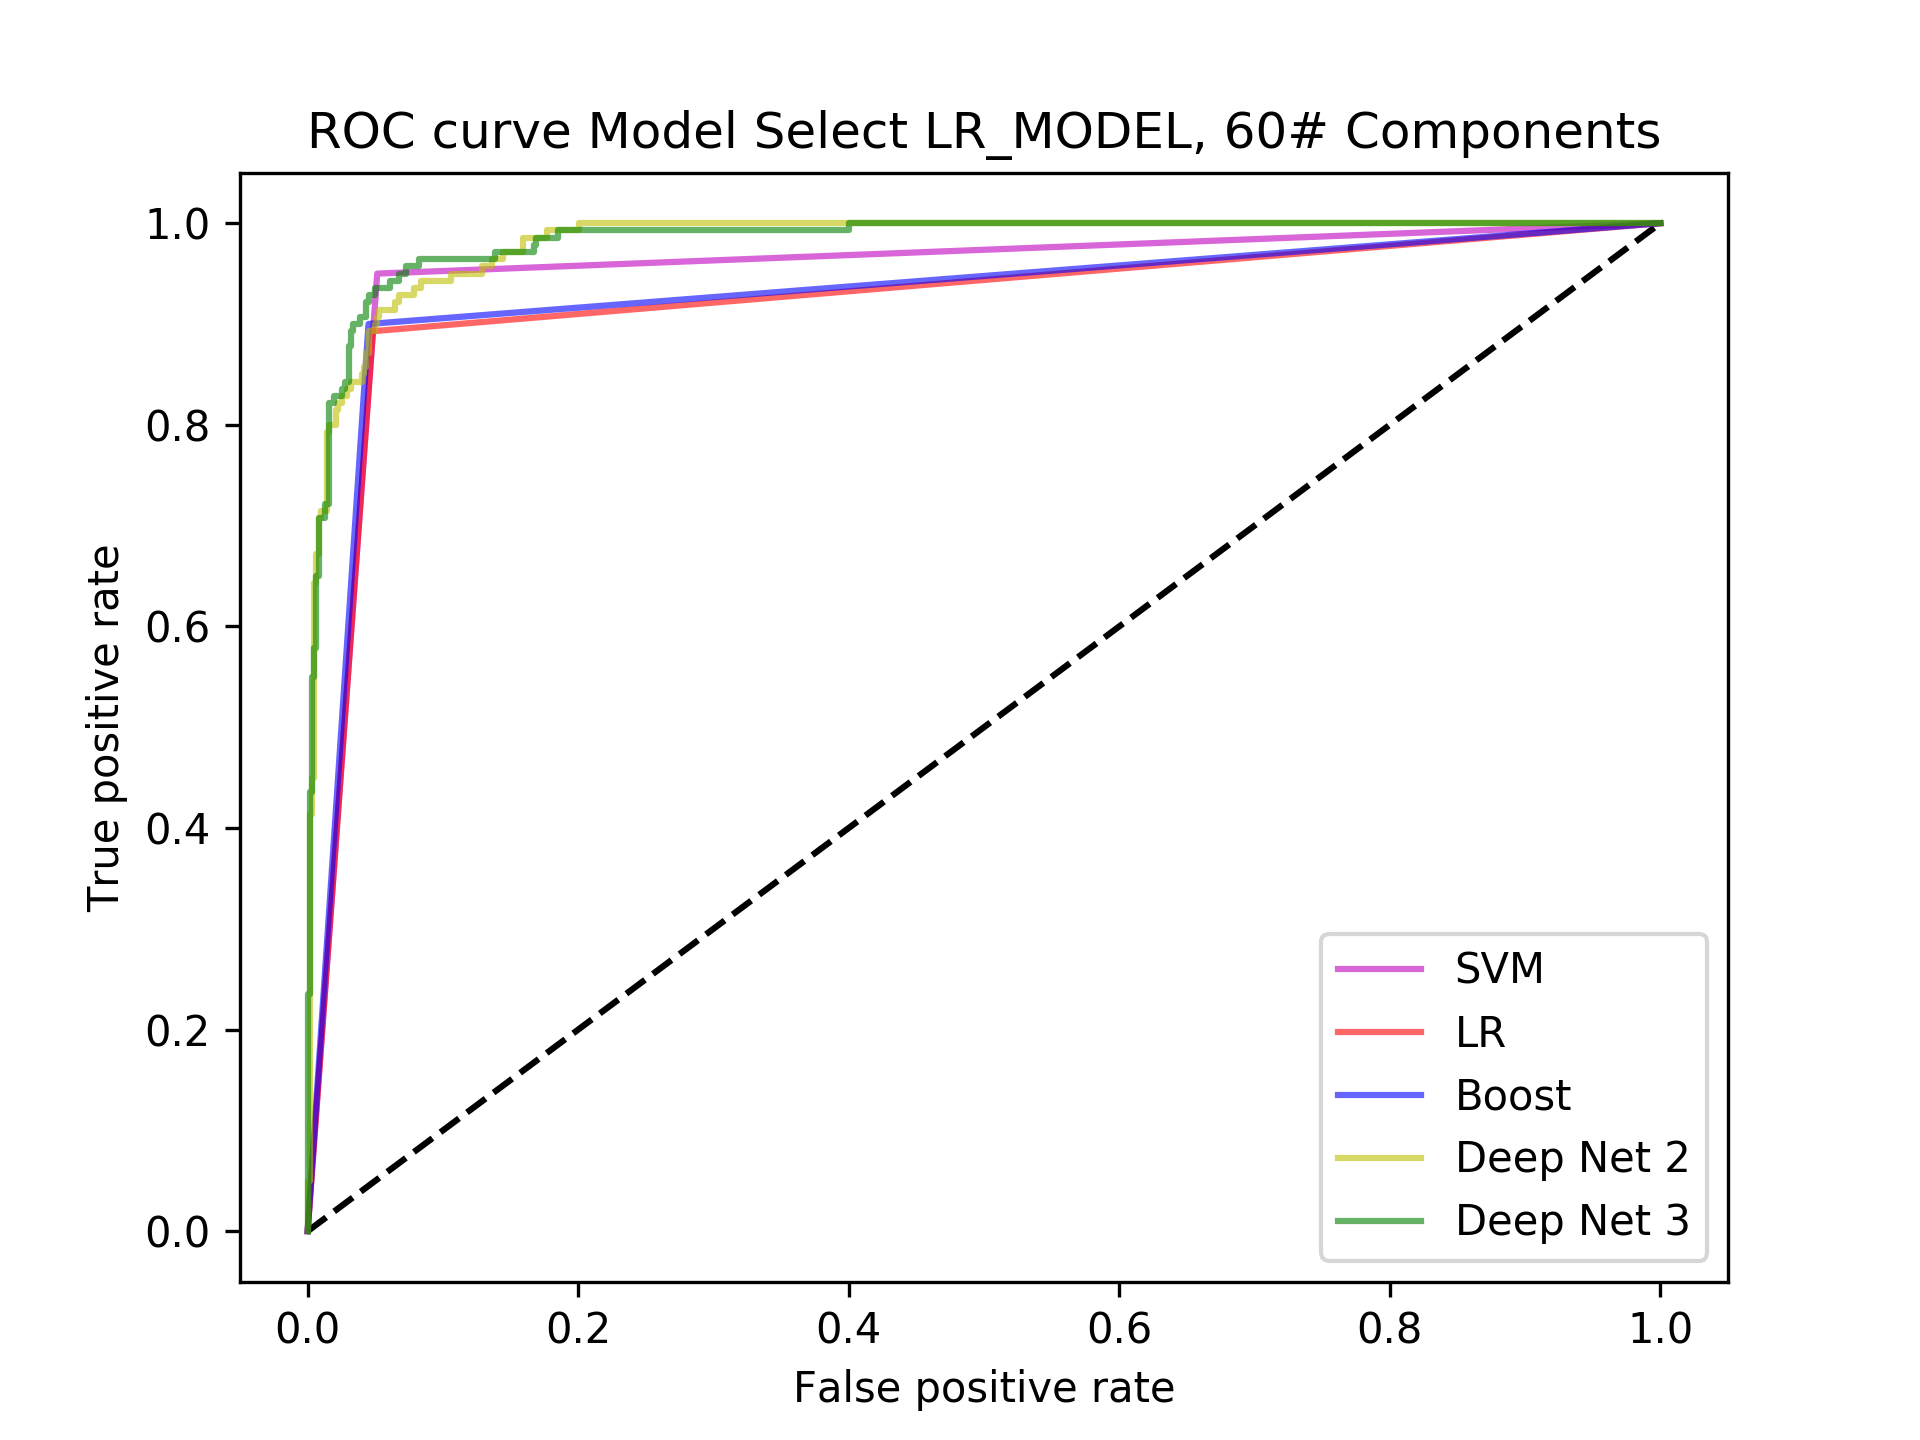 ROC curve Model Select LR_MODEL, 60# Components
True positive rate
1.0
0.8
0.6
0.4
0.2
0.0
0.0 0.2 0.4 0.6 0.8 1.0
False positive rate
SVM
LR
Boost
Deep Net 2
Deep Net 3